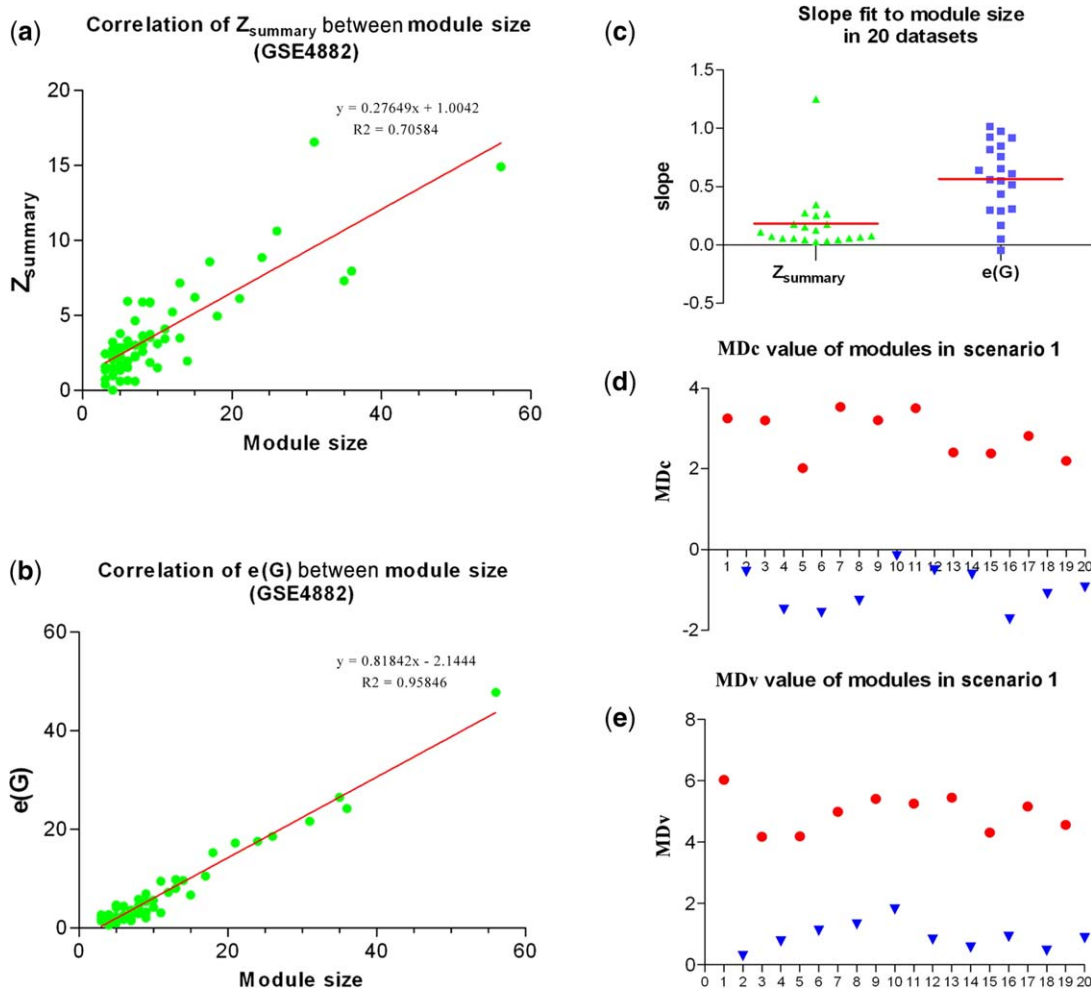 (a)
Correlation of Zsummary between module size
(GSE4882)
y = 0.27649x + 1.0042
R2 = 0.70584
20
15
10
5
0
Zsummary
0 20 40 60
Module size
(b)
Correlation of e(G) between module size
(GSE4882)
y = 0.81842x - 2.1444
R2 = 0.95846
60
40
20
0
e(G)
0 20 40 60
Module size
(c)
Slope fit to module size
in 20 datasets
1.5
1.0
0.5
0.0
-0.5
slope
Zsummary e(G)
MDc value of modules in scenario 1
(d)
4
2
0
-2
MDc
1 2 3 4 5 6 7 8 9 10 11 12 13 14 15 16 17 18 19 20
MDv value of modules in scenario 1
(e)
8
6
4
2
0
MDv
0 1 2 3 4 5 6 7 8 9 10 11 12 13 14 15 16 17 18 19 20